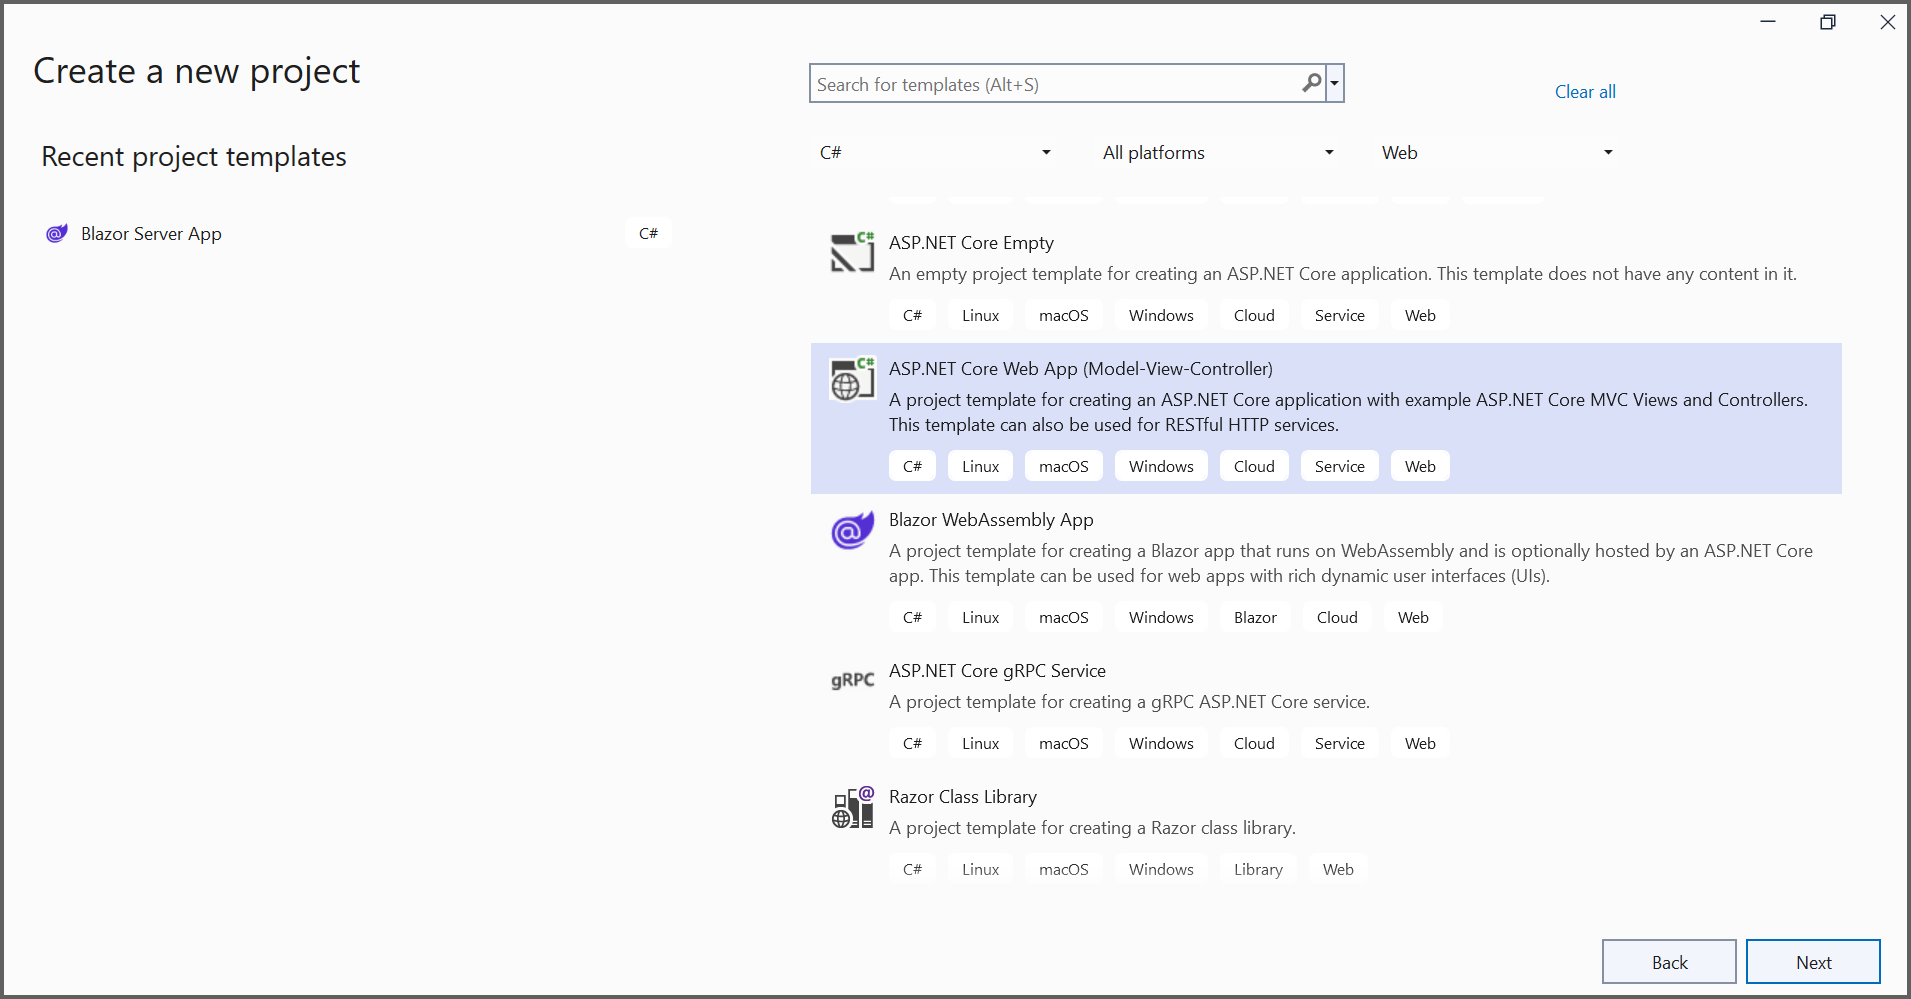 Create a new project
Search for templates (Alt+S)
Clear all
Recent project templates
C#
All platforms
Web
Blazor Server App
C#
C#
ASP.NET Core Empty
An empty project template for creating an ASP.NET Core application. This template does not have any content in it.
C# Linux macOS Windows Cloud Service Web
C#
ASP.NET Core Web App (Model-View-Controller)
A project template for creating an ASP.NET Core application with example ASP.NET Core MVC Views and Controllers.
This template can also be used for RESTful HTTP services.
C# Linux macOS Windows Cloud Service Web
@
Blazor WebAssembly App
A project template for creating a Blazor app that runs on WebAssembly and is optionally hosted by an ASP.NET Core
app. This template can be used for web apps with rich dynamic user interfaces (UIs).
C# Linux macOS Windows Blazor Cloud Web
gRPC
ASP.NET Core gRPC Service
A project template for creating a gRPC ASP.NET Core service.
C# Linux macOS Windows Cloud Service Web
@
Razor Class Library
A project template for creating a Razor class library.
C# Linux macOS Windows Library Web
Back
Next